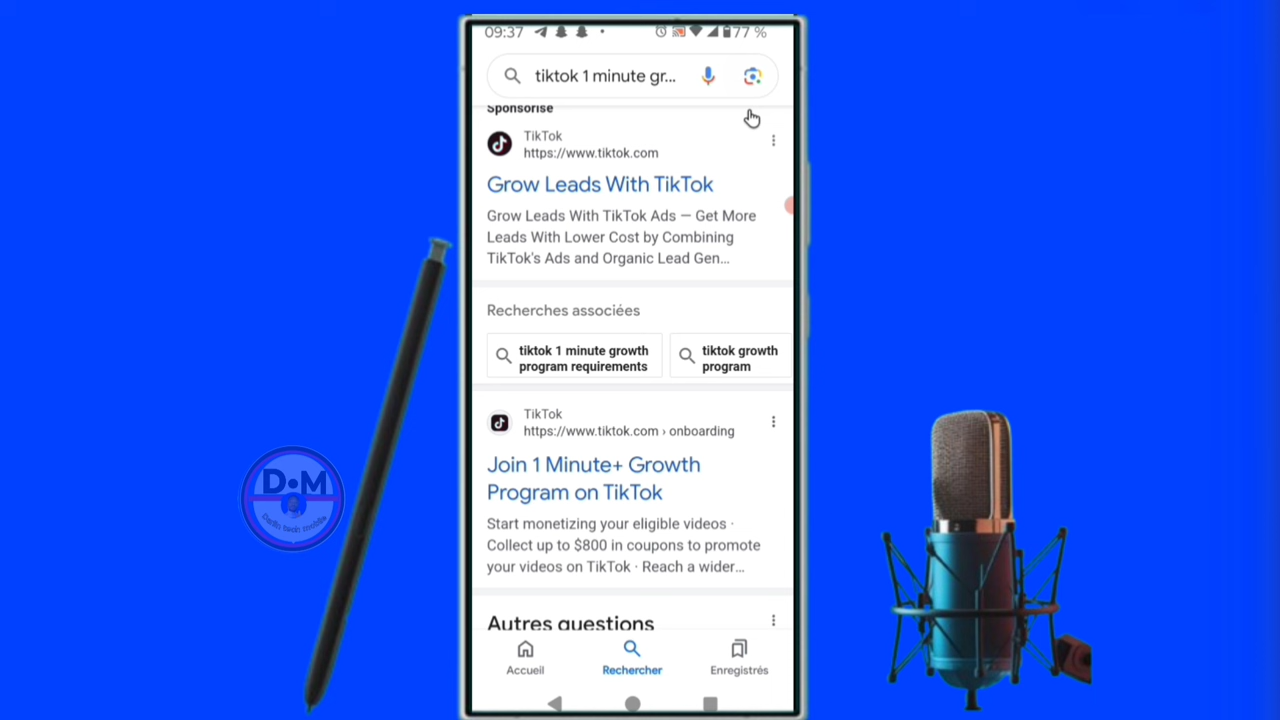 09:37
77 %
tiktok 1 minute gr...
Sponsorisé
TikTok
https://www.tiktok.com
Grow Leads With TikTok
Grow Leads With TikTok Ads — Get More
Leads With Lower Cost by Combining
TikTok's Ads and Organic Lead Gen...
Recherches associées
tiktok 1 minute growth
program requirements
tiktok growth
program
TikTok
https://www.tiktok.com › onboarding
Join 1 Minute+ Growth
Program on TikTok
Start monetizing your eligible videos ·
Collect up to $800 in coupons to promote
your videos on TikTok · Reach a wider...
Autres questions
Accueil
Rechercher
Enregistrés
D•M